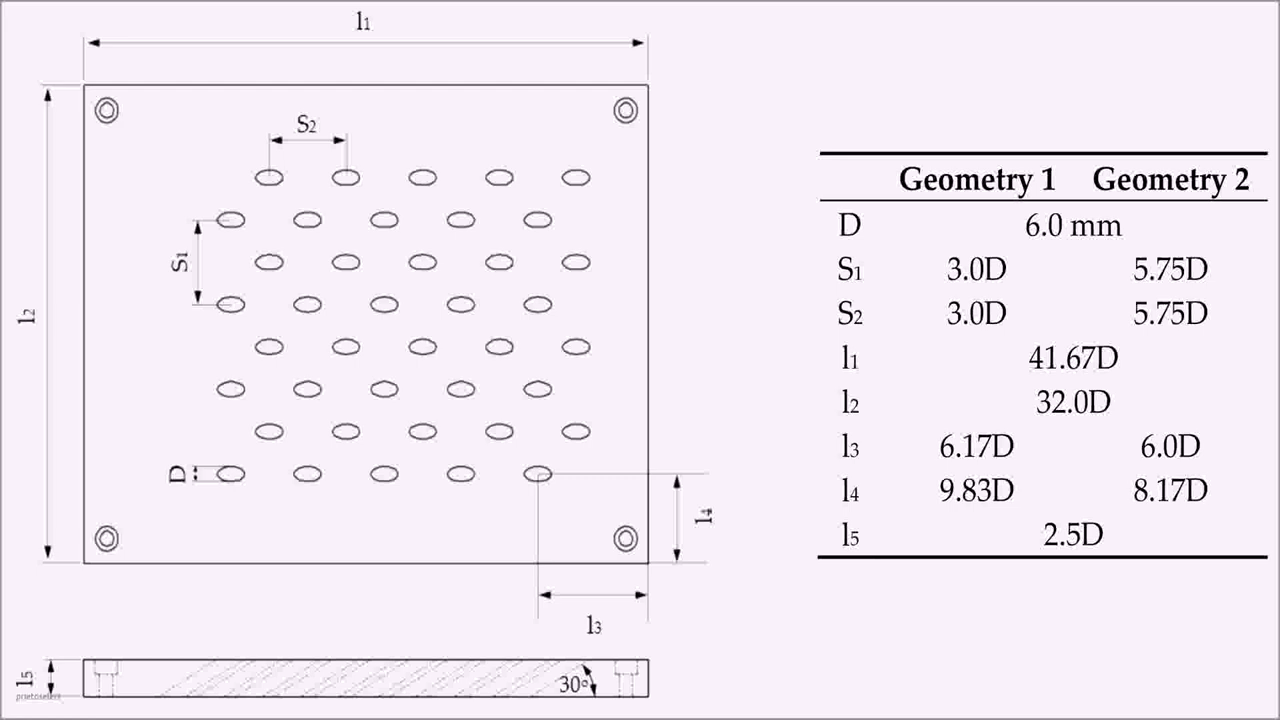 l1
S2
S1
l2
D
l4
l3
l5
30°
Geometry 1 Geometry 2
D 6.0 mm
S1 3.0D 5.75D
S2 3.0D 5.75D
l1 41.67D
l2 32.0D
l3 6.17D 6.0D
l4 9.83D 8.17D
l5 2.5D